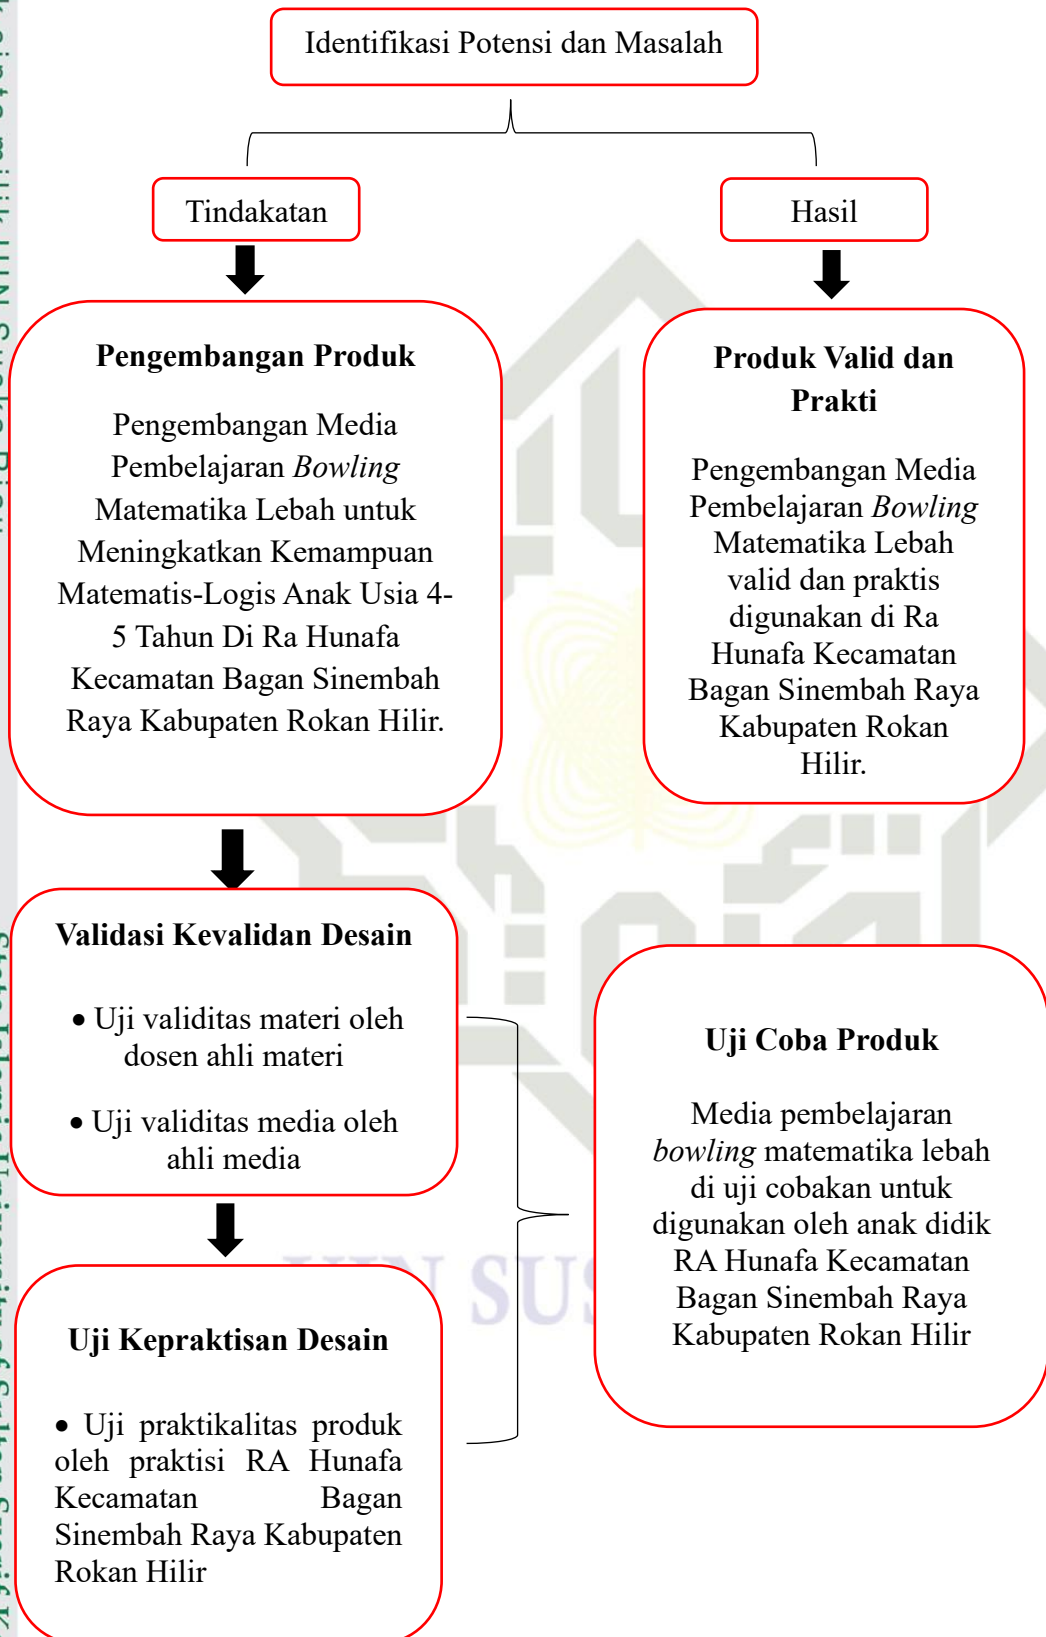 Identifikasi Potensi dan Masalah
Tindakatan
Hasil
Pengembangan Produk
Pengembangan Media
Pembelajaran Bowling
Matematika Lebah untuk
Meningkatkan Kemampuan
Matematis-Logis Anak Usia 4-
5 Tahun Di Ra Hunafa
Kecamatan Bagan Sinembah
Raya Kabupaten Rokan Hilir.
Produk Valid dan
Prakti
Pengembangan Media
Pembelajaran Bowling
Matematika Lebah
valid dan praktis
digunakan di Ra
Hunafa Kecamatan
Bagan Sinembah Raya
Kabupaten Rokan
Hilir.
Validasi Kevalidan Desain
• Uji validitas materi oleh
dosen ahli materi
• Uji validitas media oleh
ahli media
Uji Coba Produk
Media pembelajaran
bowling matematika lebah
di uji cobakan untuk
digunakan oleh anak didik
RA Hunafa Kecamatan
Bagan Sinembah Raya
Kabupaten Rokan Hilir
Uji Kepraktisan Desain
• Uji praktikalitas produk
oleh praktisi RA Hunafa
Kecamatan Bagan
Sinembah Raya Kabupaten
Rokan Hilir